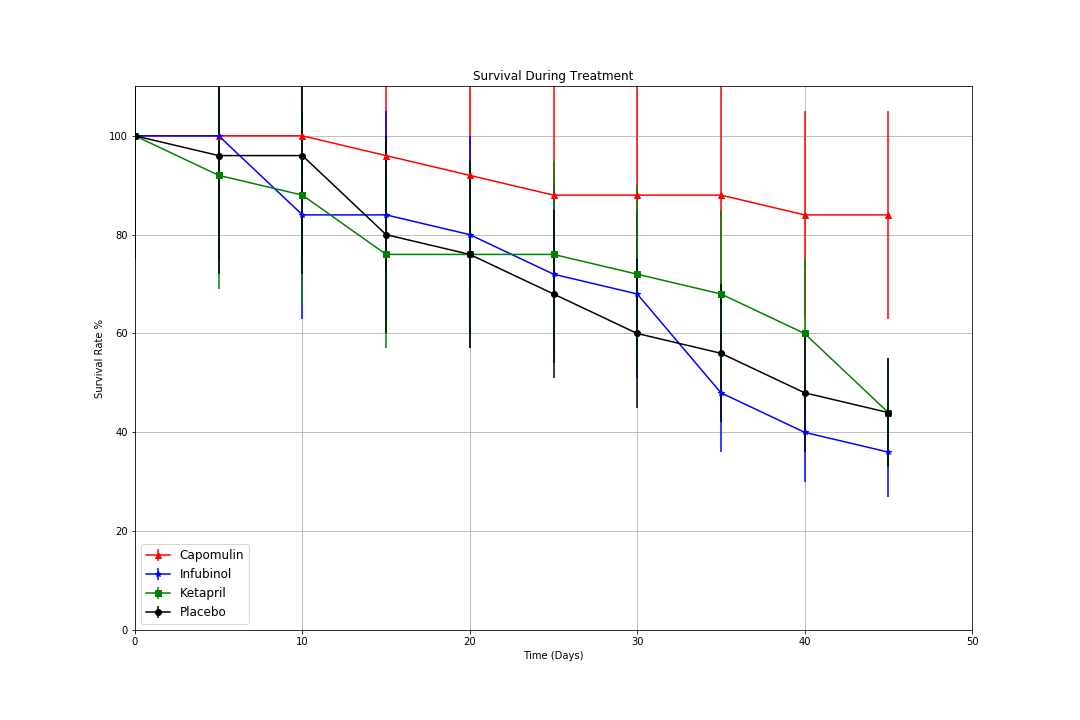 Survival During Treatment
Survival Rate %
100
80
60
40
20
0
Capomulin
Infubinol
Ketapril
Placebo
0 10 20 30 40 50
Time (Days)